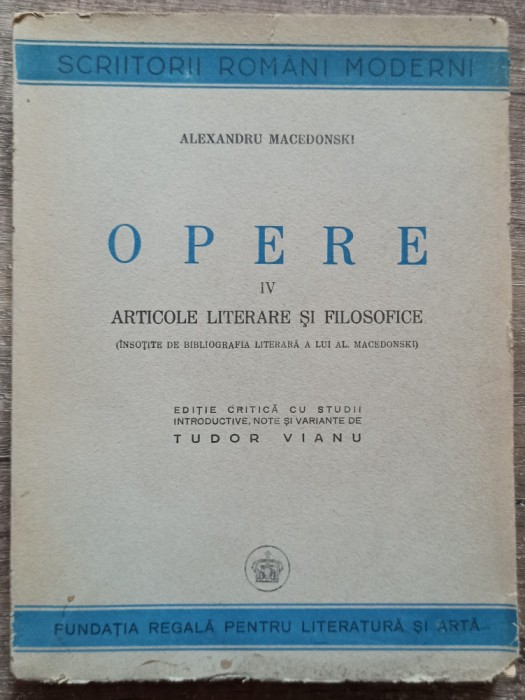 SCRIITORII ROMÂNI MODERNI
ALEXANDRU MACEDONSKI
OPERE
IV
ARTICOLE LITERARE ȘI FILOSOFICE
(ÎNSOȚITE DE BIBLIOGRAFIA LITERARĂ A LUI AL. MACEDONSKI)
EDIȚIE CRITICĂ CU STUDII
INTRODUCTIVE, NOTE ȘI VARIANTE DE
TUDOR VIANU
FUNDAȚIA REGALĂ PENTRU LITERATURĂ ȘI ARTĂ